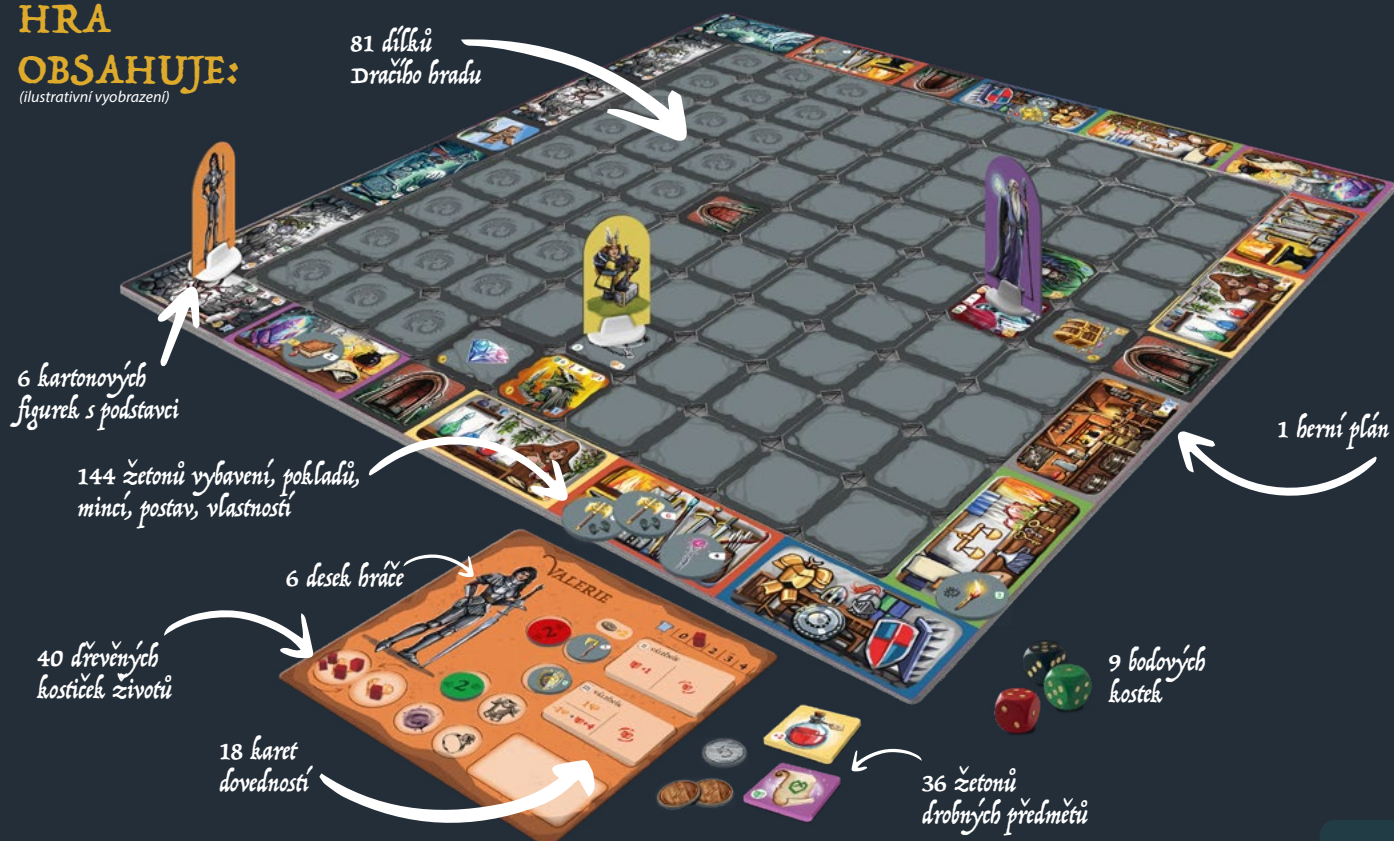 HRA
OBSAHUJE:
(ilustrativní vyobrazení)
81 dílků
Dračího hradu
6 kartonových
figurek s podstavci
1 herní plán
144 žetonů vybavení, pokladů,
mincí, postav, vlastností
6 desek hráče
VALERIE
40 dřevěných
kostiček životů
9 bodových
kostek
18 karet
dovedností
36 žetonů
drobných předmětů